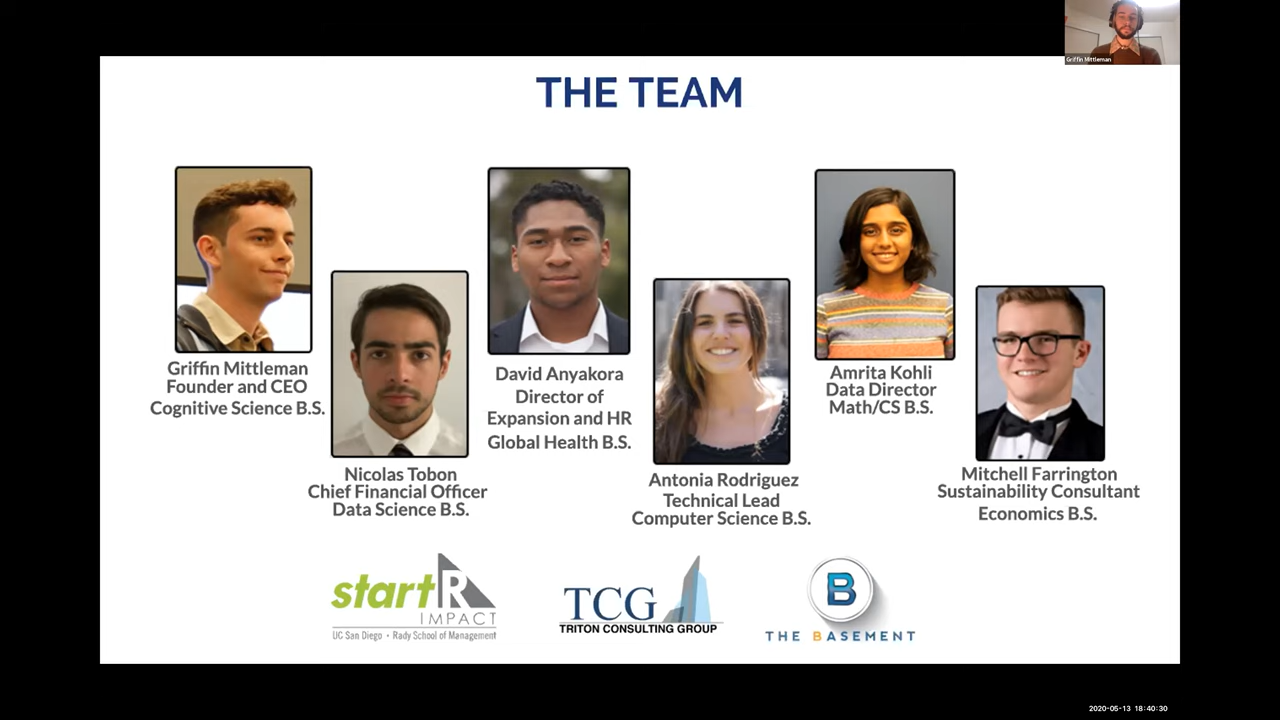 Griffin Mittleman
THE TEAM
Griffin Mittleman
Founder and CEO
Cognitive Science B.S.
Nicolas Tobon
Chief Financial Officer
Data Science B.S.
David Anyakora
Director of
Expansion and HR
Global Health B.S.
Antonia Rodriguez
Technical Lead
Computer Science B.S.
Amrita Kohli
Data Director
Math/CS B.S.
Mitchell Farrington
Sustainability Consultant
Economics B.S.
startR
IMPACT
UC San Diego • Rady School of Management
TCG
TRITON CONSULTING GROUP
B
THE BASEMENT
2020-05-13 18:40:30